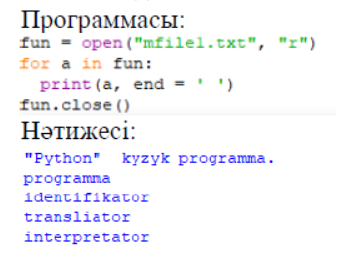 Программасы:
fun = open("mfile1.txt", "r")
for a in fun:
print(a, end = ' ')
fun.close()
Нәтижесі:
"Python" kyzyk programma.
programma
identifikator
transliator
interpretator